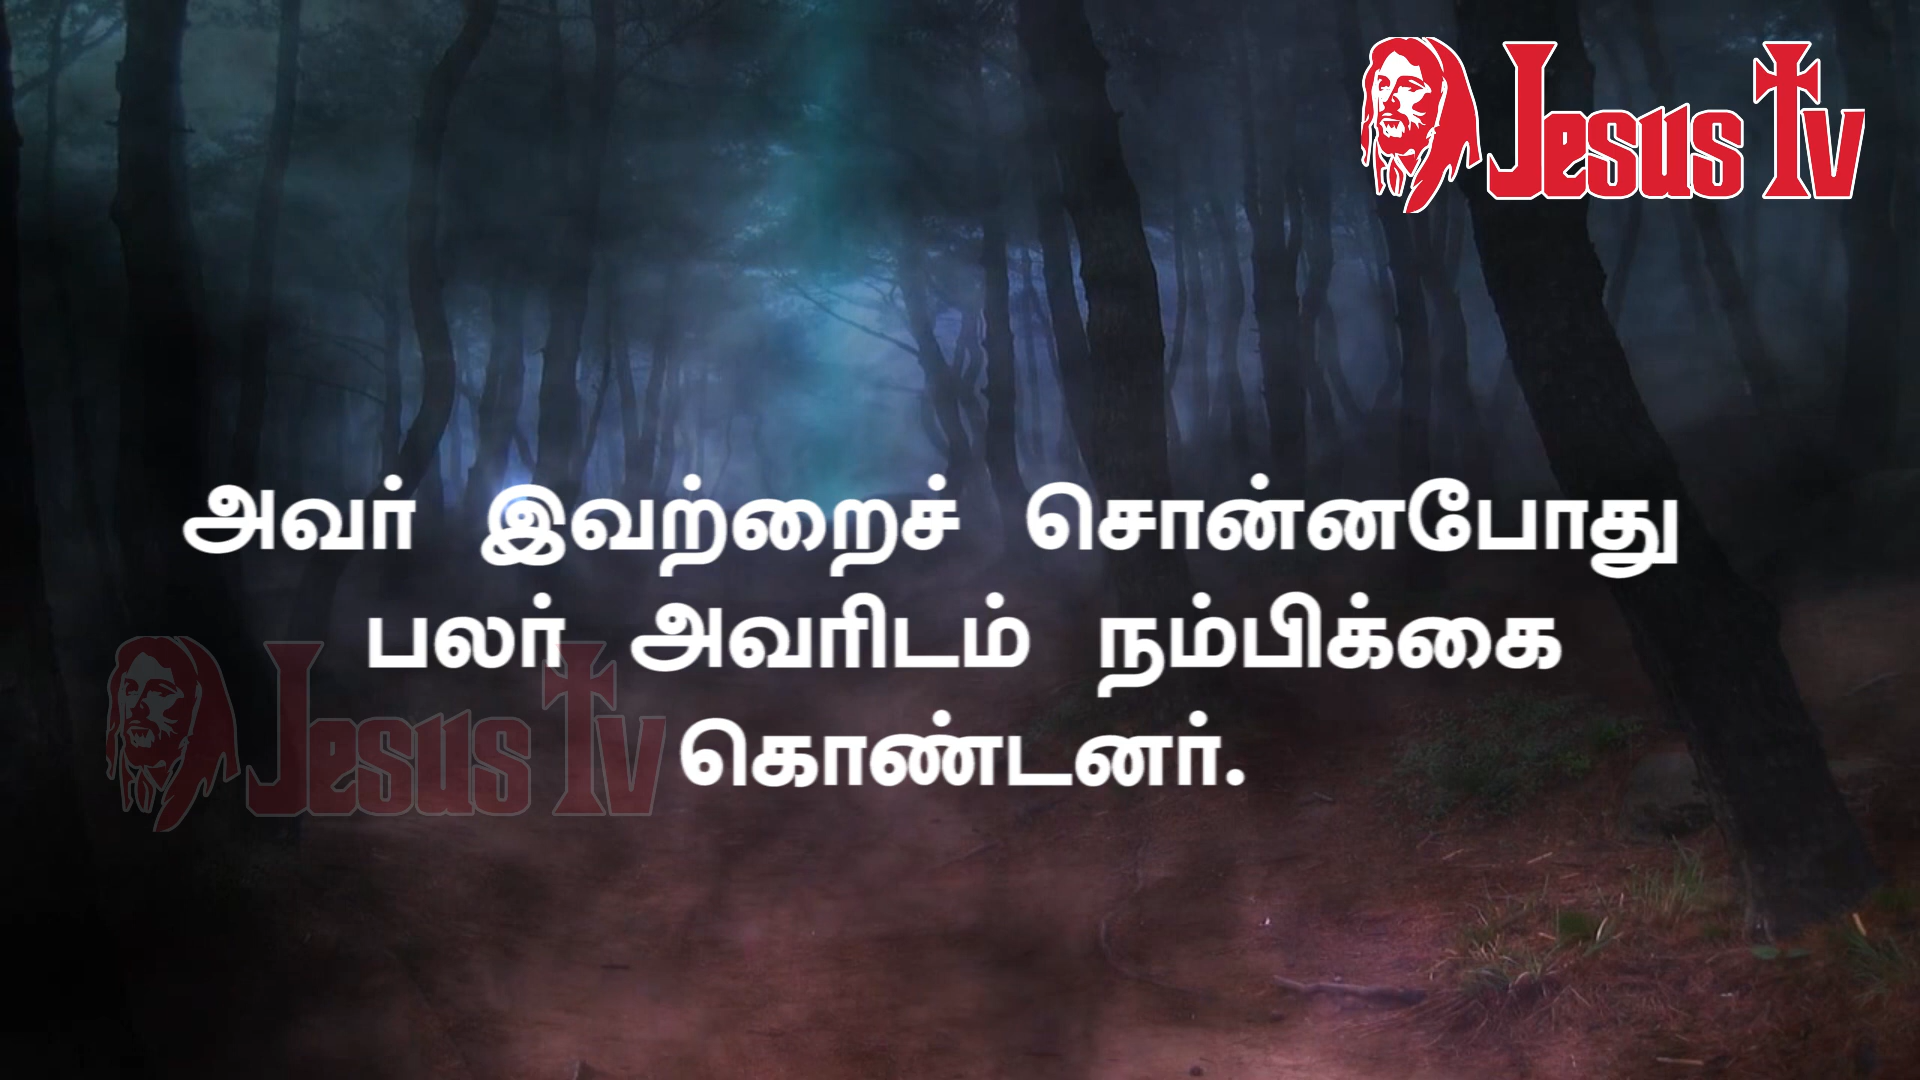 Jesus Tv
அவர் இவற்றைச் சொன்னபோது
பலர் அவரிடம் நம்பிக்கை
கொண்டனர்.
Jesus Tv